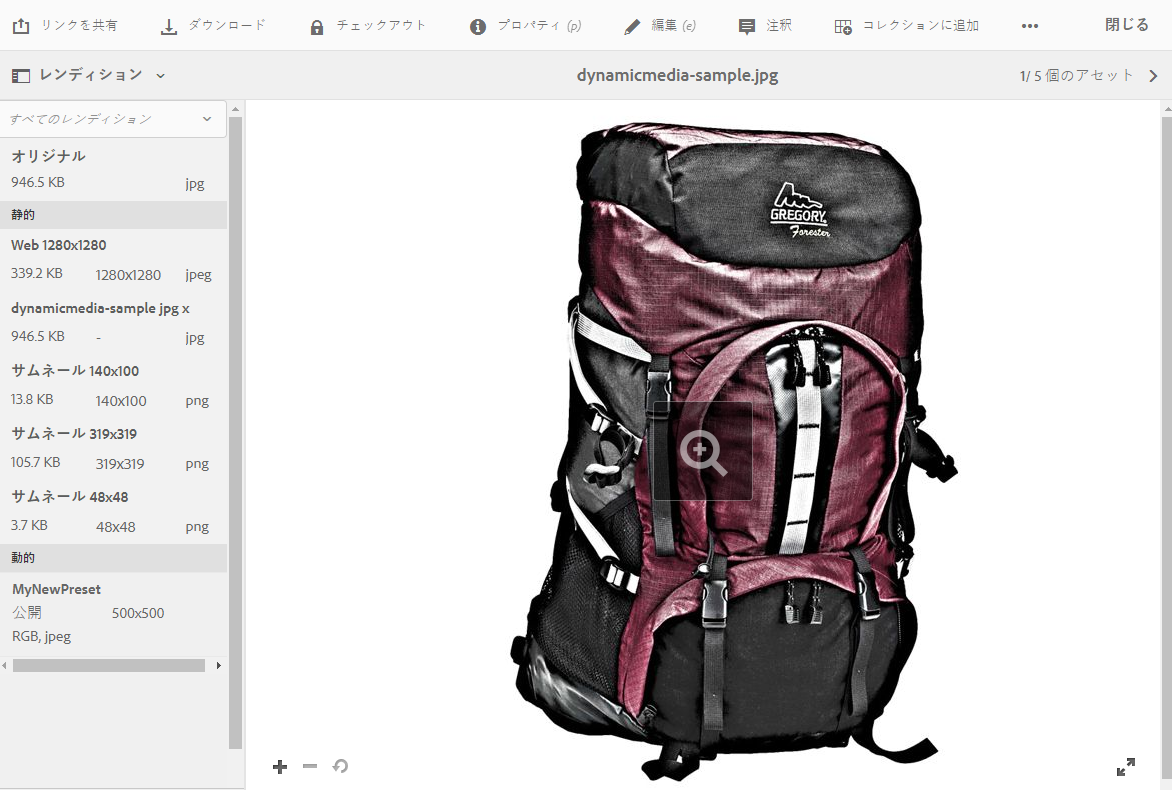 リンクを共有 ダウンロード チェックアウト プロパティ (p) 編集 (e) 注釈 コレクションに追加 ••• 閉じる
レンディション dynamicmedia-sample.jpg 1/ 5 個のアセット
すべてのレンディション
オリジナル
946.5 KB jpg
静的
Web 1280x1280
339.2 KB 1280x1280 jpeg
dynamicmedia-sample jpg x
946.5 KB - jpg
サムネール 140x100
13.8 KB 140x100 png
サムネール 319x319
105.7 KB 319x319 png
サムネール 48x48
3.7 KB 48x48 png
動的
MyNewPreset
公開 500x500
RGB, jpeg
GREGORY.
Forester